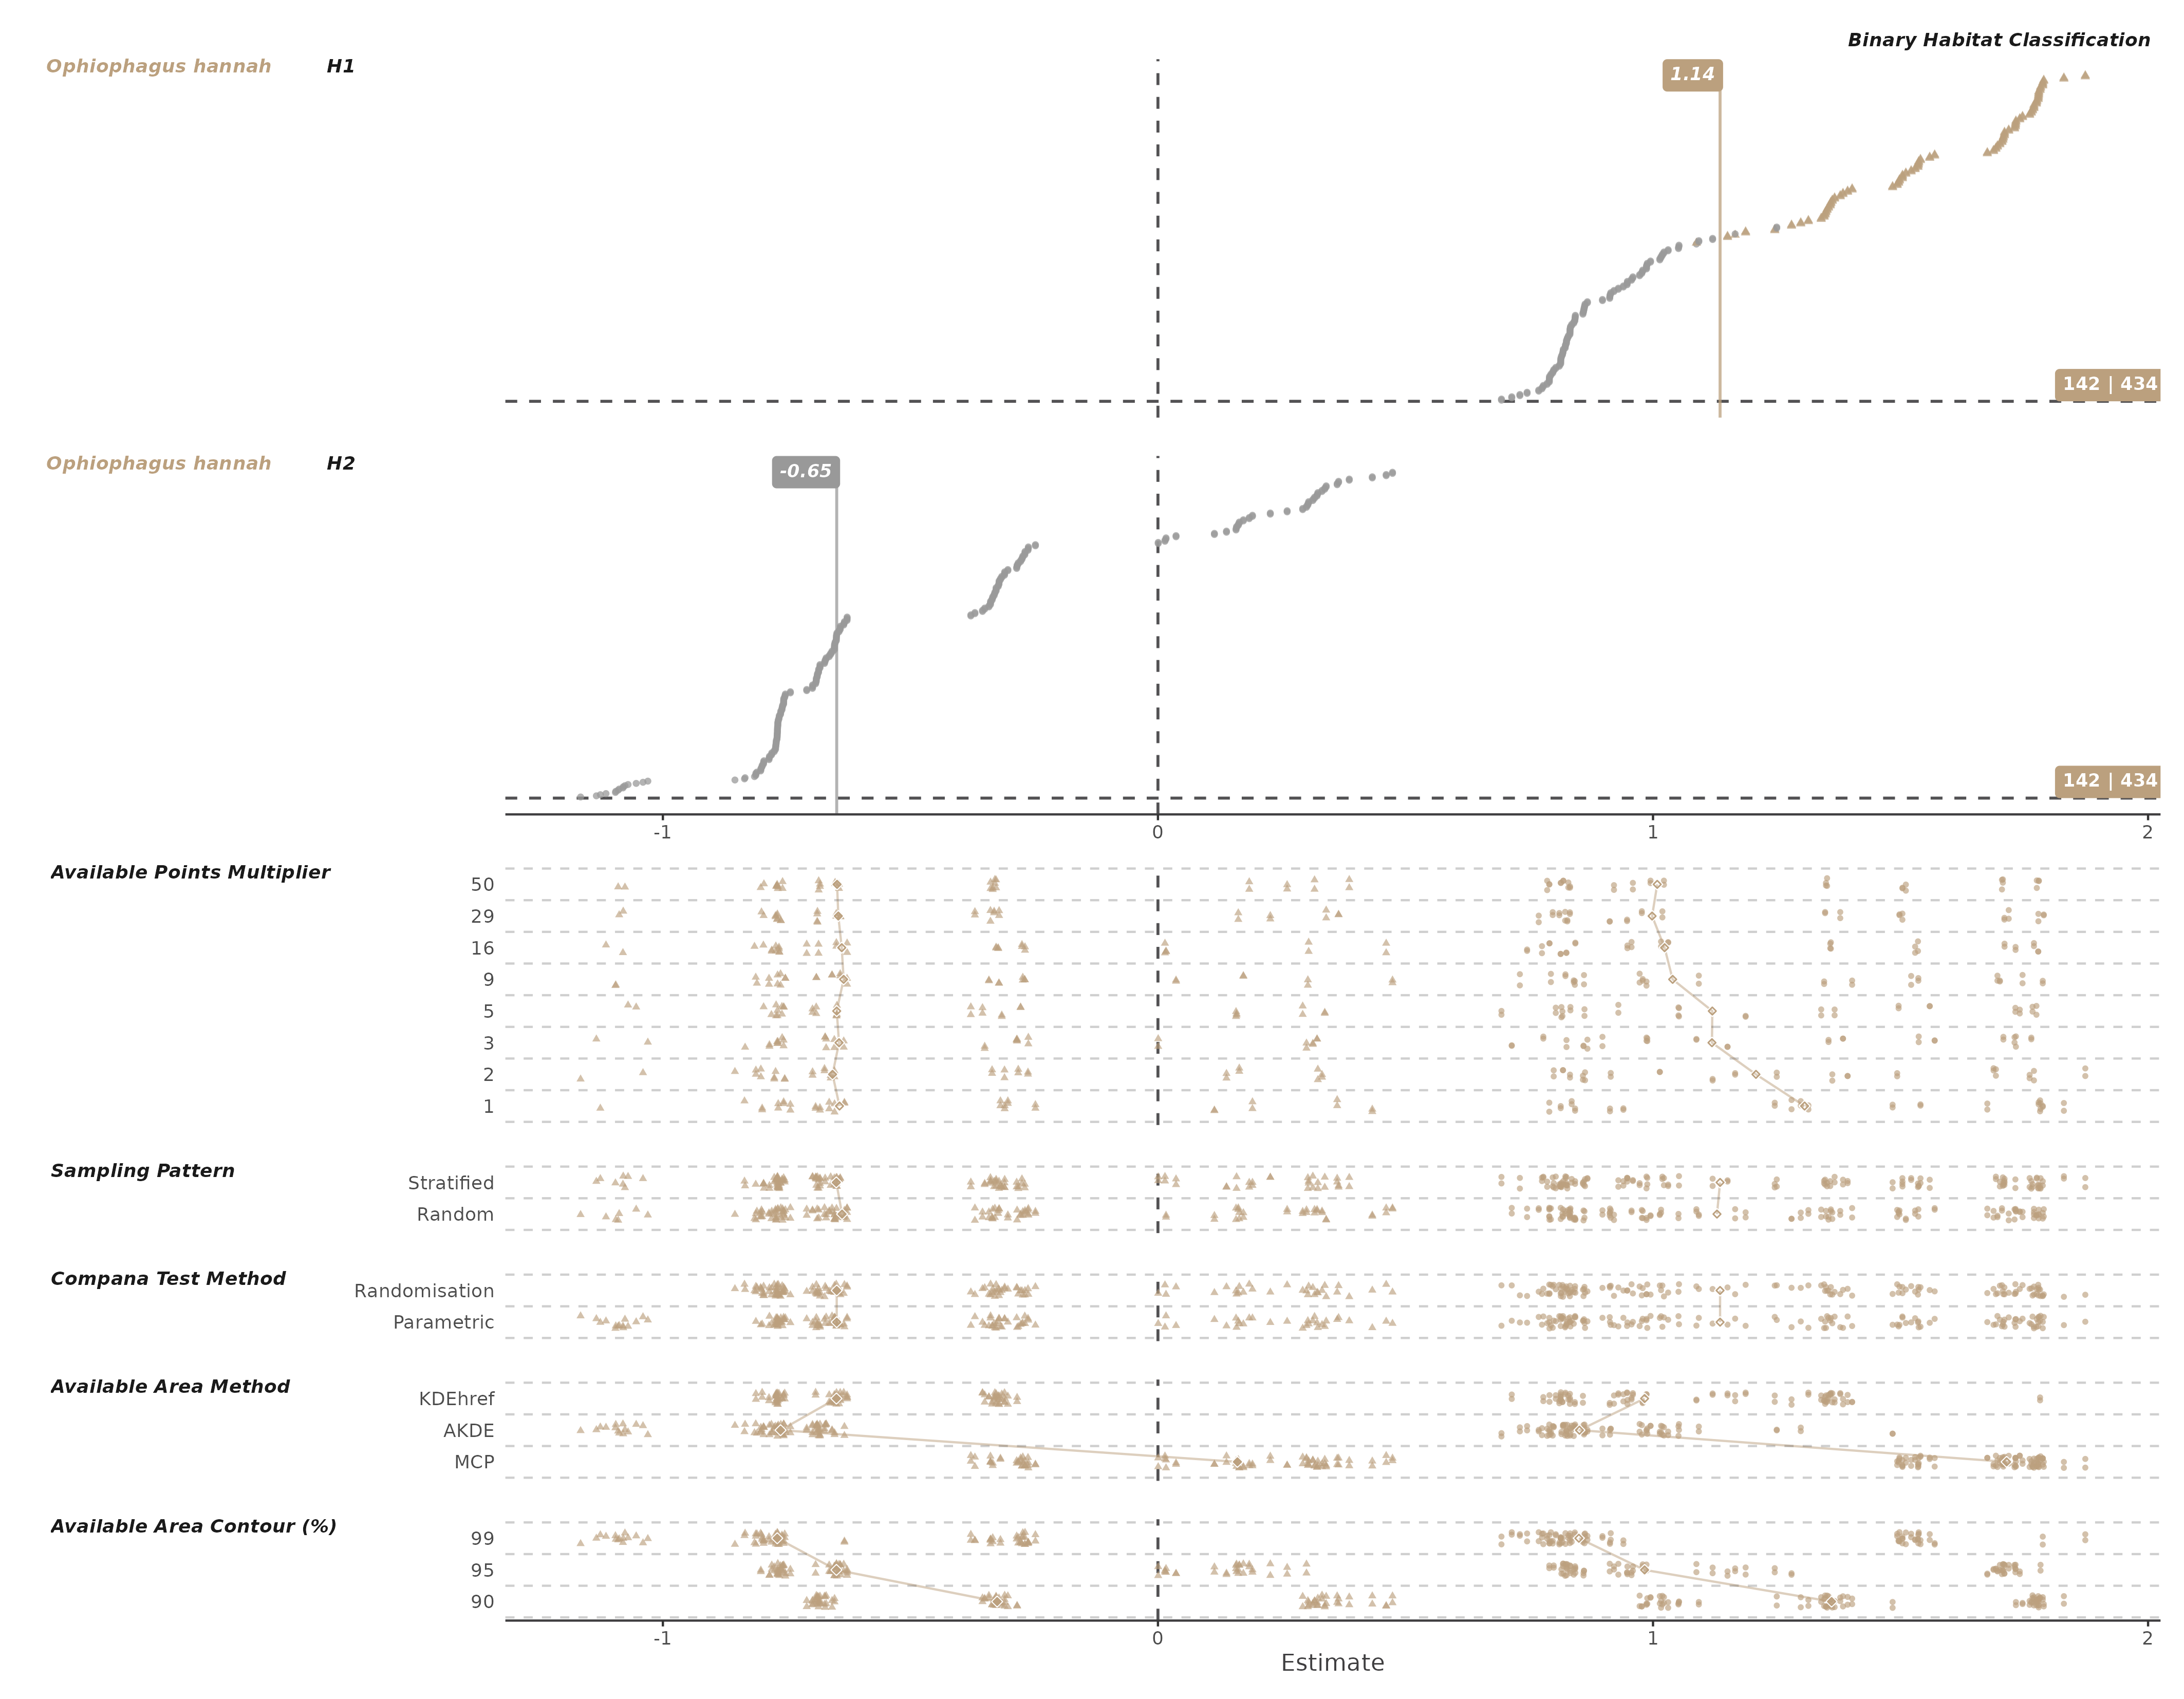 Binary Habitat Classification
Ophiophagus hannah H1
1.14
142 | 434
Ophiophagus hannah H2
-0.65
142 | 434
-1 0 1 2
Available Points Multiplier
50
29
16
9
5
3
2
1
Sampling Pattern
Stratified
Random
Compana Test Method
Randomisation
Parametric
Available Area Method
KDEhref
AKDE
MCP
Available Area Contour (%)
99
95
90
-1 0 1 2
Estimate